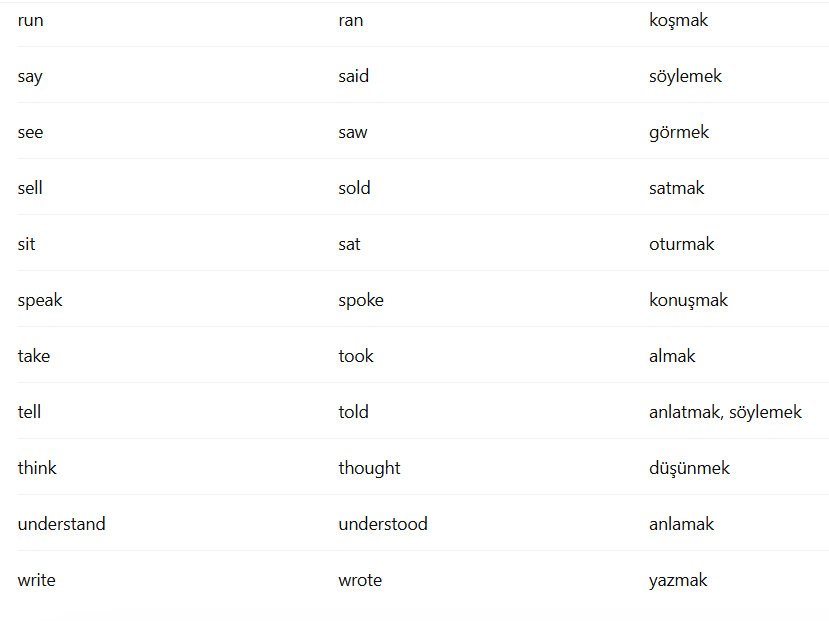 run ran koşmak
say said söylemek
see saw görmek
sell sold satmak
sit sat oturmak
speak spoke konuşmak
take took almak
tell told anlatmak, söylemek
think thought düşünmek
understand understood anlamak
write wrote yazmak